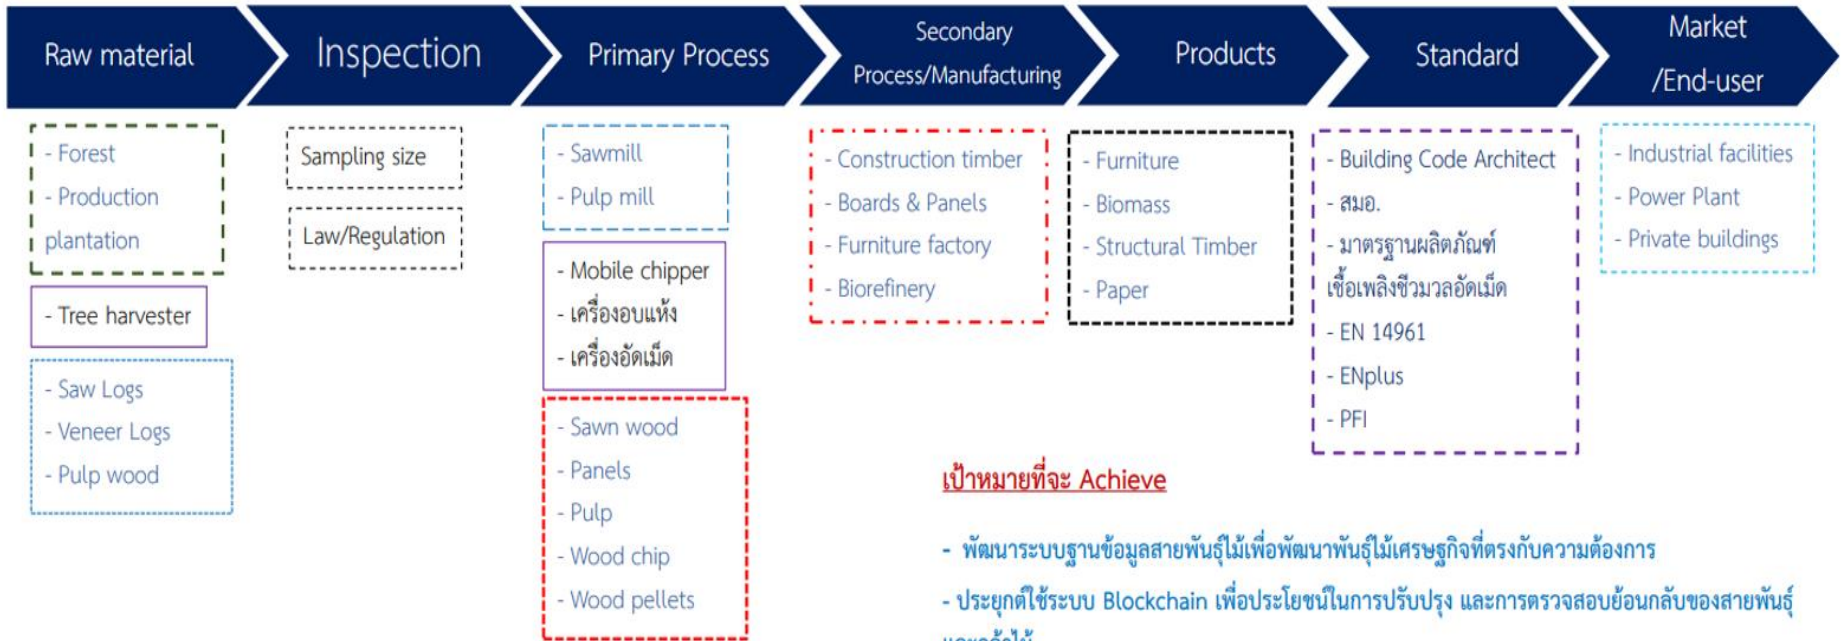 Raw material
Inspection
Primary Process
Secondary
Process/Manufacturing
Products
Standard
Market
/End-user
- Forest
- Production
plantation
- Tree harvester
- Saw Logs
- Veneer Logs
- Pulp wood
Sampling size
Law/Regulation
- Sawmill
- Pulp mill
- Mobile chipper
- เครื่องอบแห้ง
- เครื่องอัดเม็ด
- Sawn wood
- Panels
- Pulp
- Wood chip
- Wood pellets
- Construction timber
- Boards & Panels
- Furniture factory
- Biorefinery
- Furniture
- Biomass
- Structural Timber
- Paper
- Building Code Architect
- สมอ.
- มาตรฐานผลิตภัณฑ์
เชื้อเพลิงชีวมวลอัดเม็ด
- EN 14961
- ENplus
- PFI
- Industrial facilities
- Power Plant
- Private buildings
เป้าหมายที่จะ Achieve
- พัฒนาระบบฐานข้อมูลสายพันธุ์ไม้เพื่อพัฒนาพันธุ์ไม้เศรษฐกิจที่ตรงกับความต้องการ
- ประยุกต์ใช้ระบบ Blockchain เพื่อประโยชน์ในการปรับปรุง และการตรวจสอบย้อนกลับของสายพันธุ์